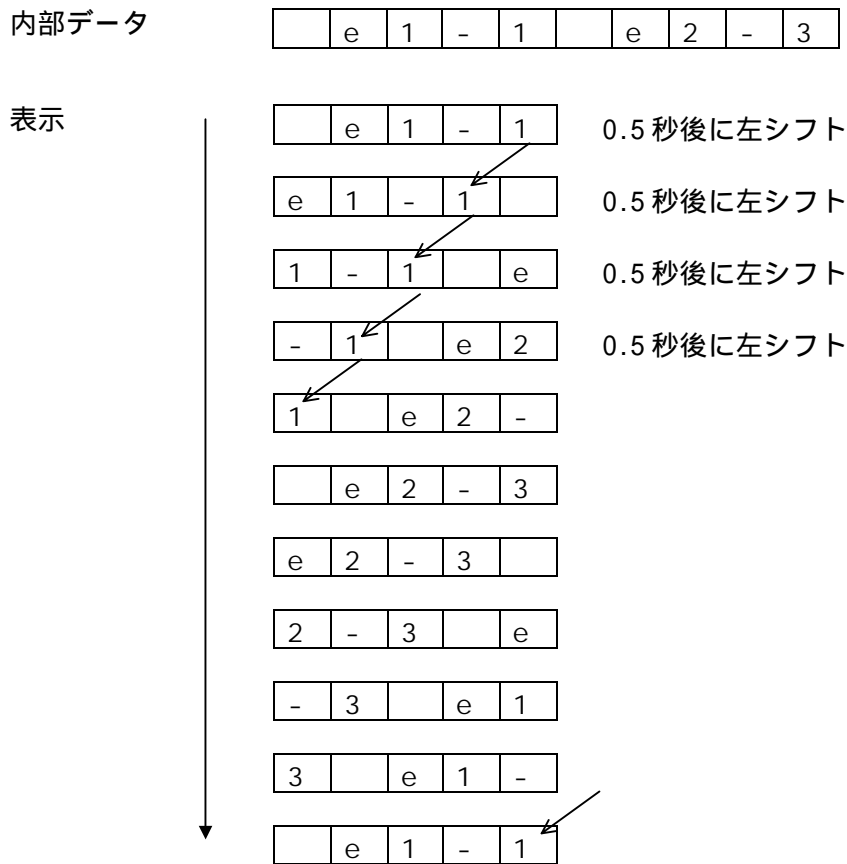 内部データ e 1 - 1 e 2 - 3
表示 e 1 - 1 0.5 秒後に左シフト
e 1 - 1 0.5 秒後に左シフト
1 - 1 e 0.5 秒後に左シフト
- 1 e 2 0.5 秒後に左シフト
1 e 2 -
e 2 - 3
e 2 - 3
2 - 3 e
- 3 e 1
3 e 1 -
e 1 - 1